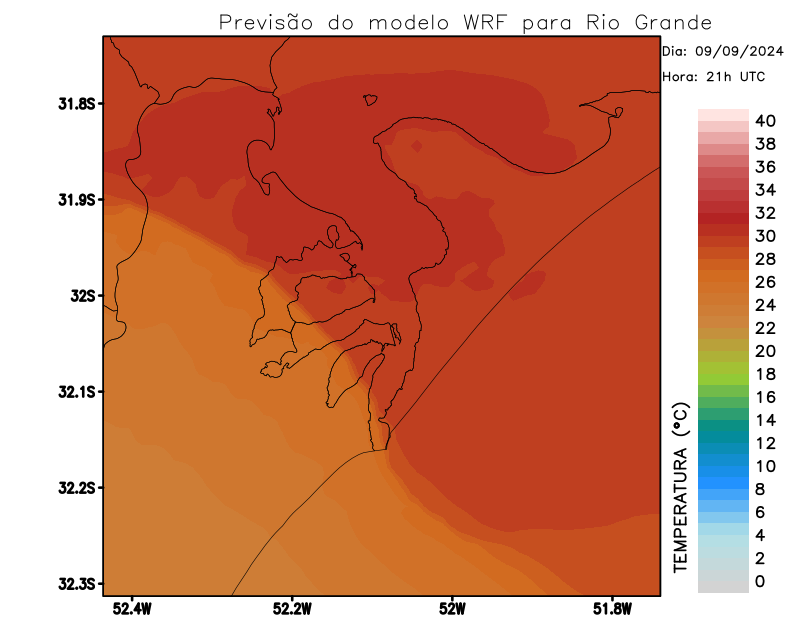 Previsão do modelo WRF para Rio Grande
Dia: 09/09/2024
Hora: 21h UTC
31.8S
31.9S
32S
32.1S
32.2S
32.3S
52.4W
52.2W
52W
51.8W
TEMPERATURA (°C)
40
38
36
34
32
30
28
26
24
22
20
18
16
14
12
10
8
6
4
2
0